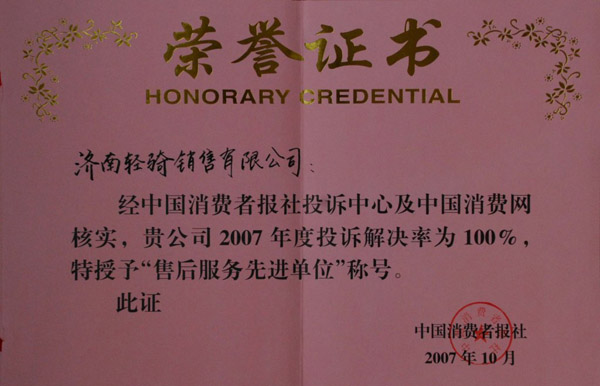 荣誉证书
HONORARY CREDENTIAL
济南轻骑销售有限公司：
经中国消费者报社投诉中心及中国消费网
核实，贵公司2007年度投诉解决率为100%，
特授予“售后服务先进单位”称号。
此证
中国消费者报社
2007年10月